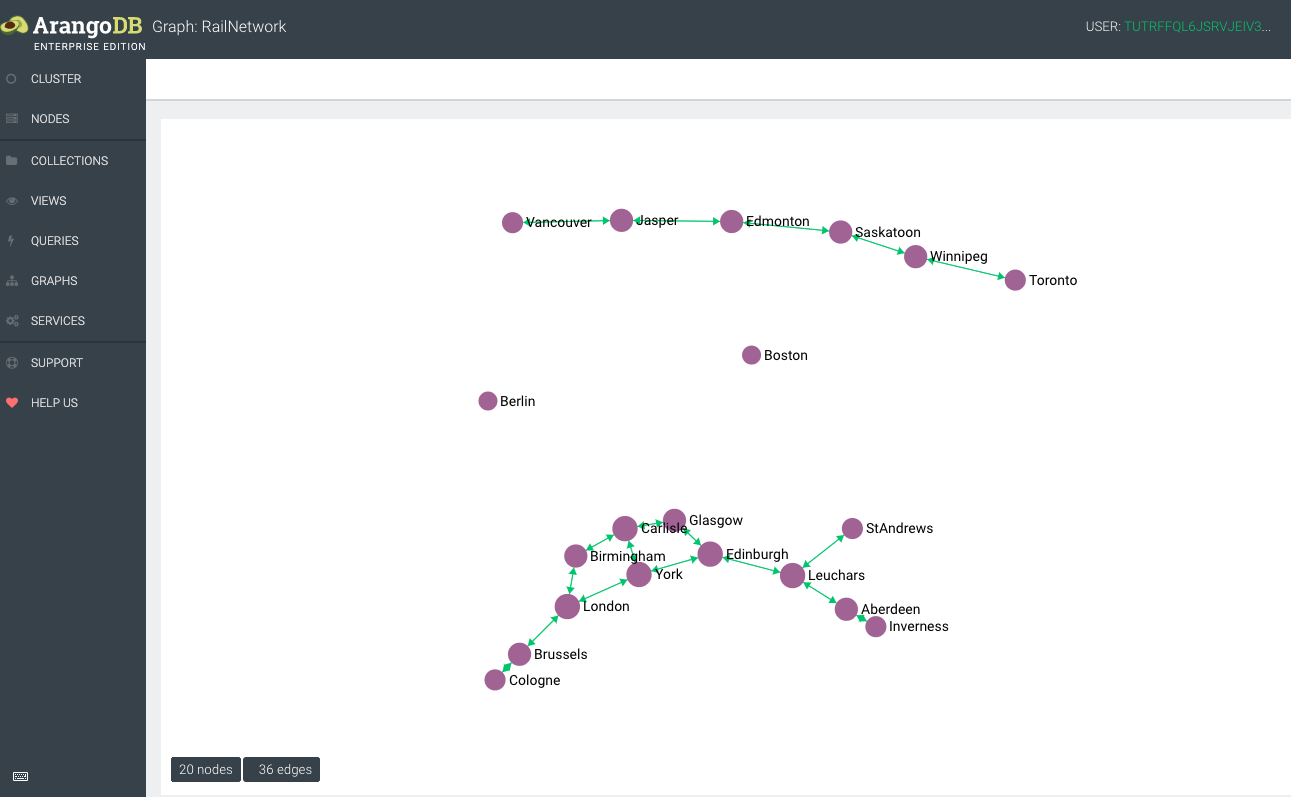 ArangoDB Graph: RailNetwork USER: TUTRFFQL6JSRVJEIV3...
ENTERPRISE EDITION
CLUSTER
NODES
COLLECTIONS
VIEWS
QUERIES
GRAPHS
SERVICES
SUPPORT
HELP US
Vancouver Jasper Edmonton
Saskatoon
Winnipeg
Toronto
Boston
Berlin
Glasgow
Carlisle StAndrews
Birmingham Edinburgh
York Leuchars
London Aberdeen
Inverness
Brussels
Cologne
20 nodes 36 edges